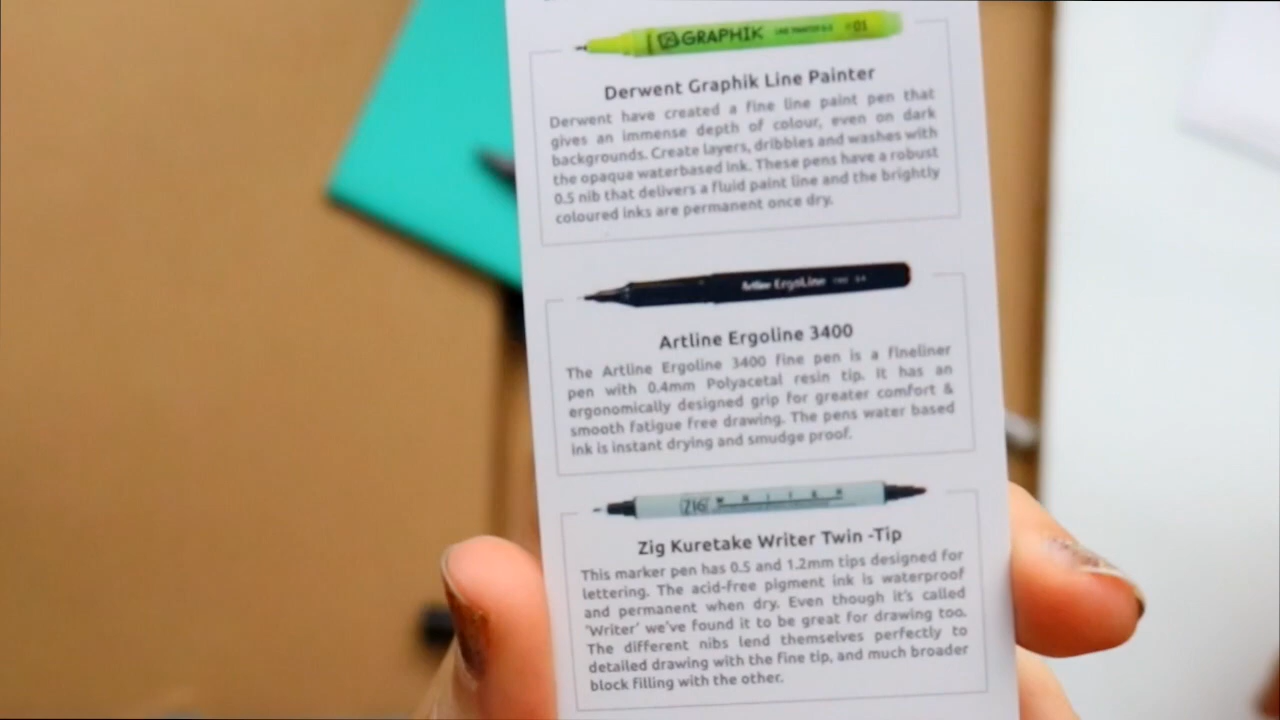 GRAPHIK LINE PAINTER 0.5 #01
Derwent Graphik Line Painter
Derwent have created a fine line paint pen that
gives an immense depth of colour, even on dark
backgrounds. Create layers, dribbles and washes with
the opaque waterbased ink. These pens have a robust
0.5 nib that delivers a fluid paint line and the brightly
coloured inks are permanent once dry.
Artline ErgoLine
Artline Ergoline 3400
The Artline Ergoline 3400 fine pen is a fineliner
pen with 0.4mm Polyacetal resin tip. It has an
ergonomically designed grip for greater comfort &
smooth fatigue free drawing. The pens water based
ink is instant drying and smudge proof.
ZIG WRITER
Zig Kuretake Writer Twin -Tip
This marker pen has 0.5 and 1.2mm tips designed for
lettering. The acid-free pigment ink is waterproof
and permanent when dry. Even though it's called
'Writer' we've found it to be great for drawing too.
The different nibs lend themselves perfectly to
detailed drawing with the fine tip, and much broader
block filling with the other.